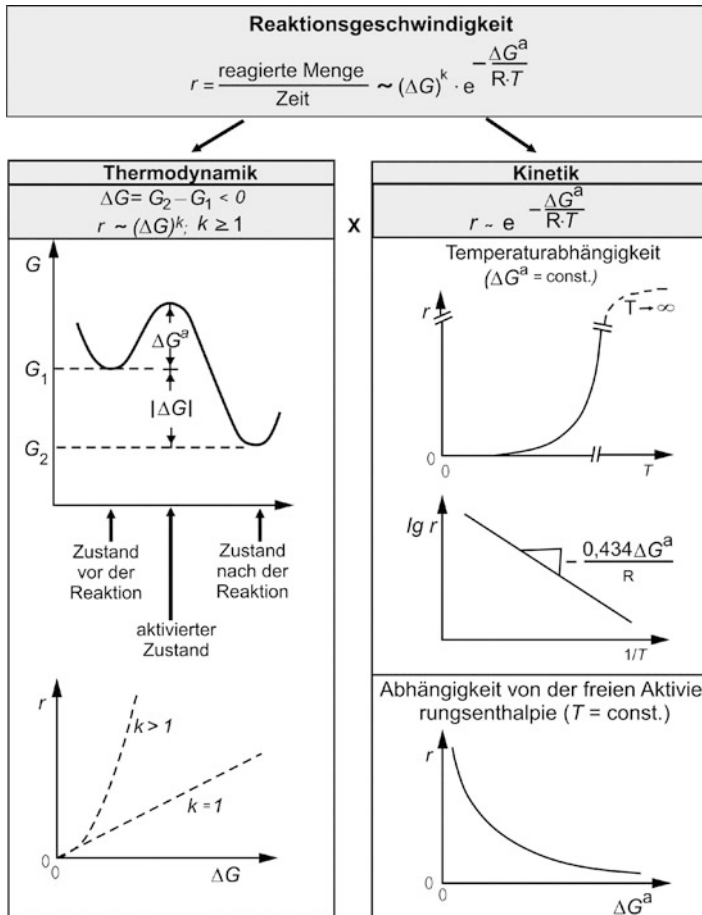 Reaktionsgeschwindigkeit
r = reagierte Menge / Zeit ~ (ΔG)^k · e^(−ΔG^a / R·T)
Thermodynamik
ΔG = G₂ – G₁ < 0
r ~ (ΔG)^k; k ≥ 1
G
ΔG^a
G₁
|ΔG|
G₂
Zustand
vor der
Reaktion
Zustand
nach der
Reaktion
aktivierter
Zustand
r
k > 1
k = 1
0
0
ΔG
x
Kinetik
r ~ e^(−ΔG^a / R·T)
Temperaturabhängigkeit
(ΔG^a = const.)
r
T→∞
0
0
T
lg r
– 0,434ΔG^a / R
1/T
Abhängigkeit von der freien Aktivie
rungsenthalpie (T = const.)
r
0
0
ΔG^a